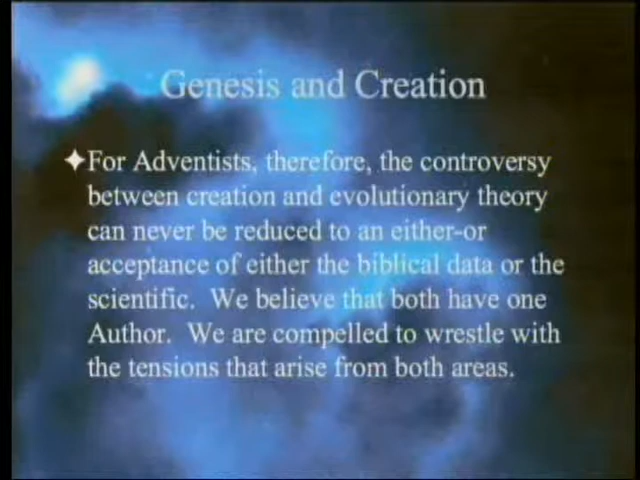 Genesis and Creation
✦For Adventists, therefore, the controversy
between creation and evolutionary theory
can never be reduced to an either-or
acceptance of either the biblical data or the
scientific. We believe that both have one
Author. We are compelled to wrestle with
the tensions that arise from both areas.